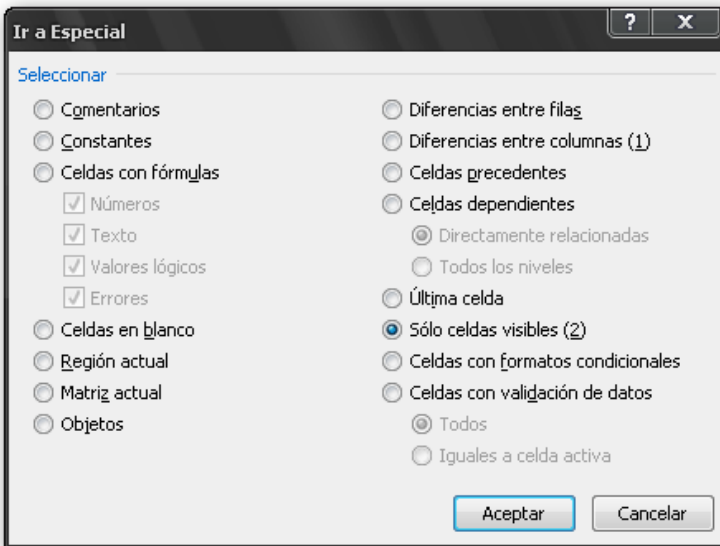 Ir a Especial
Seleccionar
Comentarios
Constantes
Celdas con fórmulas
Números
Texto
Valores lógicos
Errores
Celdas en blanco
Región actual
Matriz actual
Objetos
Diferencias entre filas
Diferencias entre columnas (1)
Celdas precedentes
Celdas dependientes
Directamente relacionadas
Todos los niveles
Última celda
Sólo celdas visibles (2)
Celdas con formatos condicionales
Celdas con validación de datos
Todos
Iguales a celda activa
Aceptar
Cancelar